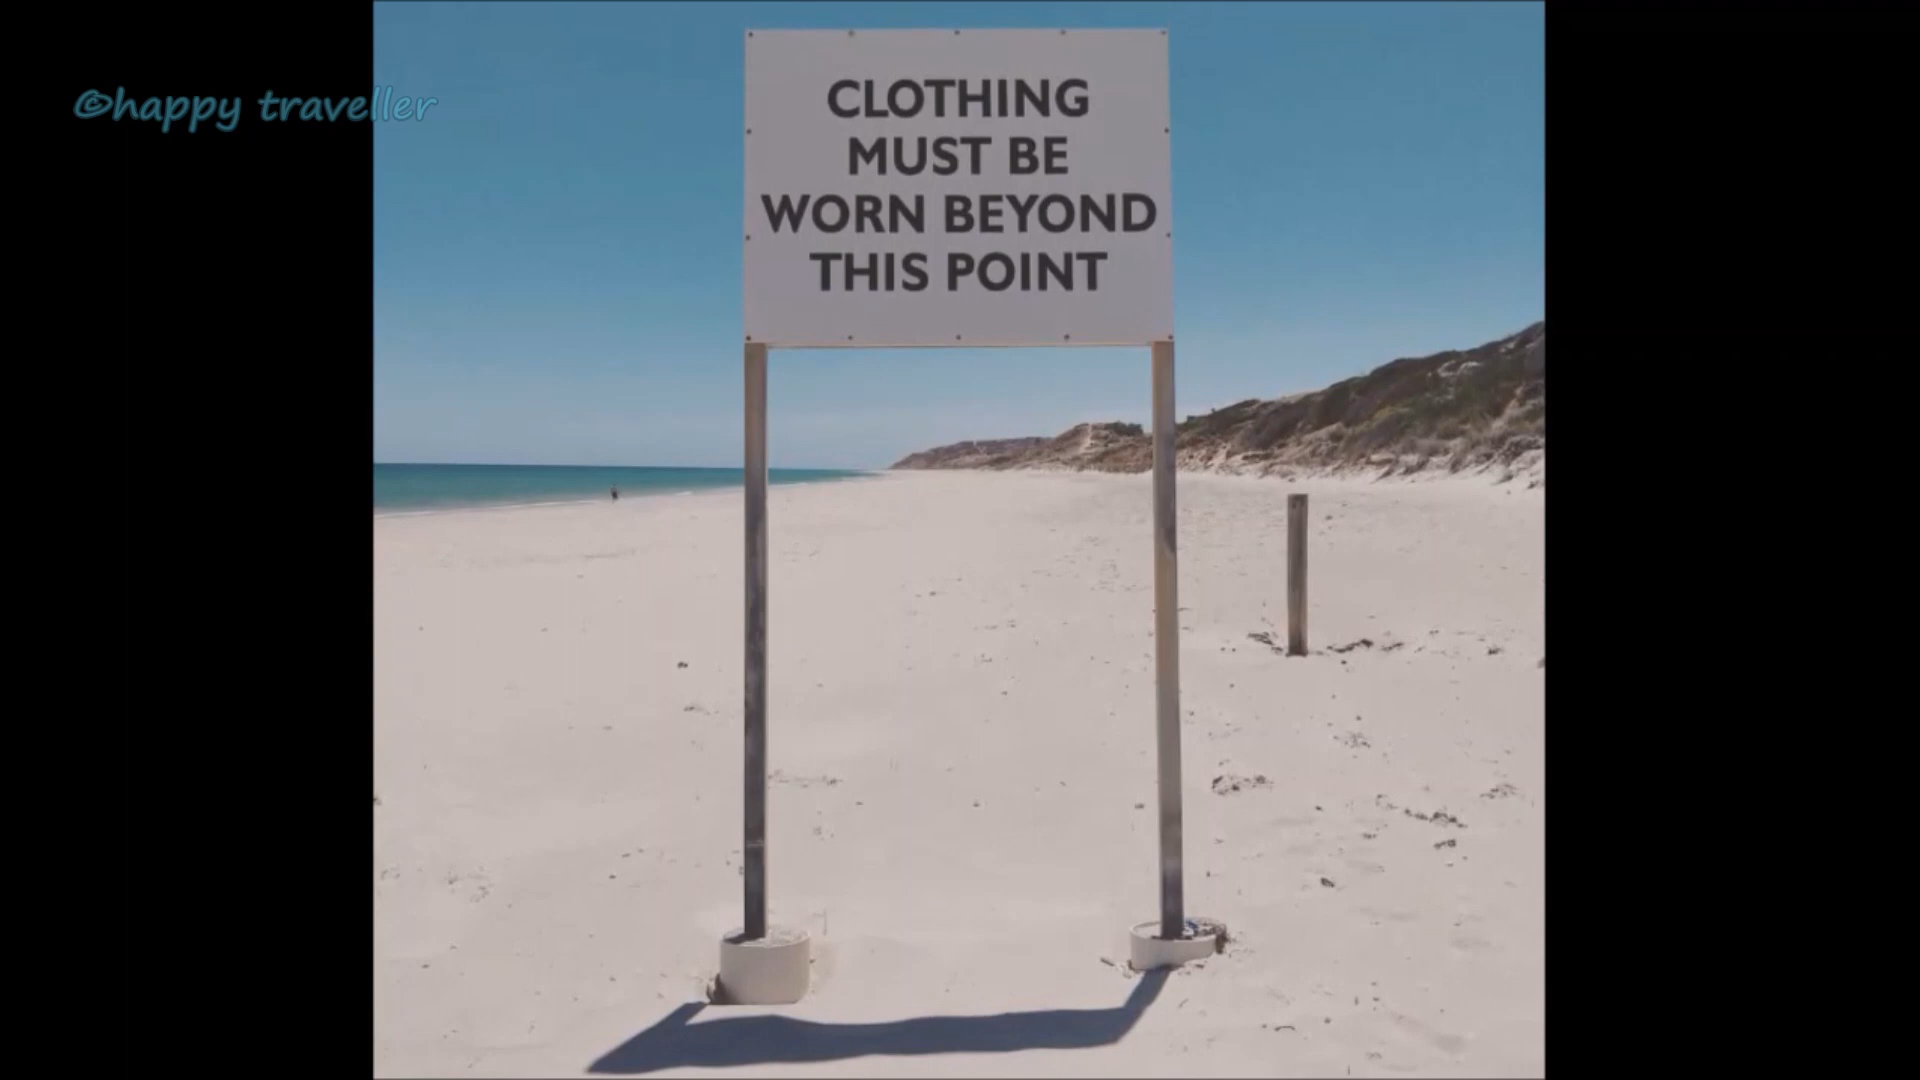 ©happy traveller
CLOTHING
MUST BE
WORN BEYOND
THIS POINT